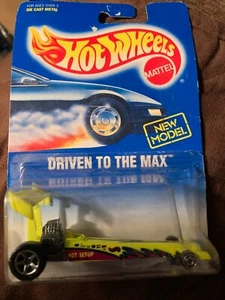 FOR AGES OVER 3
DIE CAST METAL
HOT WHEELS
MATTEL
NEW
MODEL
DRIVEN TO THE MAX
HOT SETUP